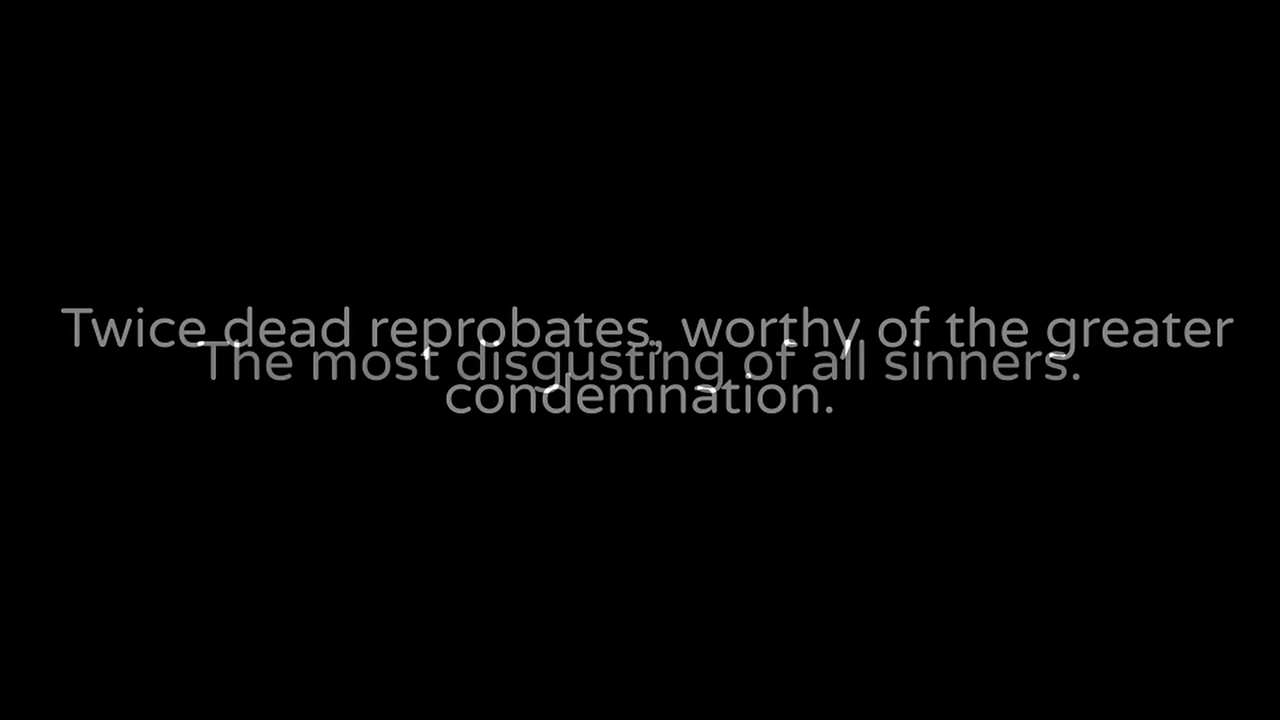 Twice dead reprobates, worthy of the greater
The most disgusting of all sinners.
condemnation.